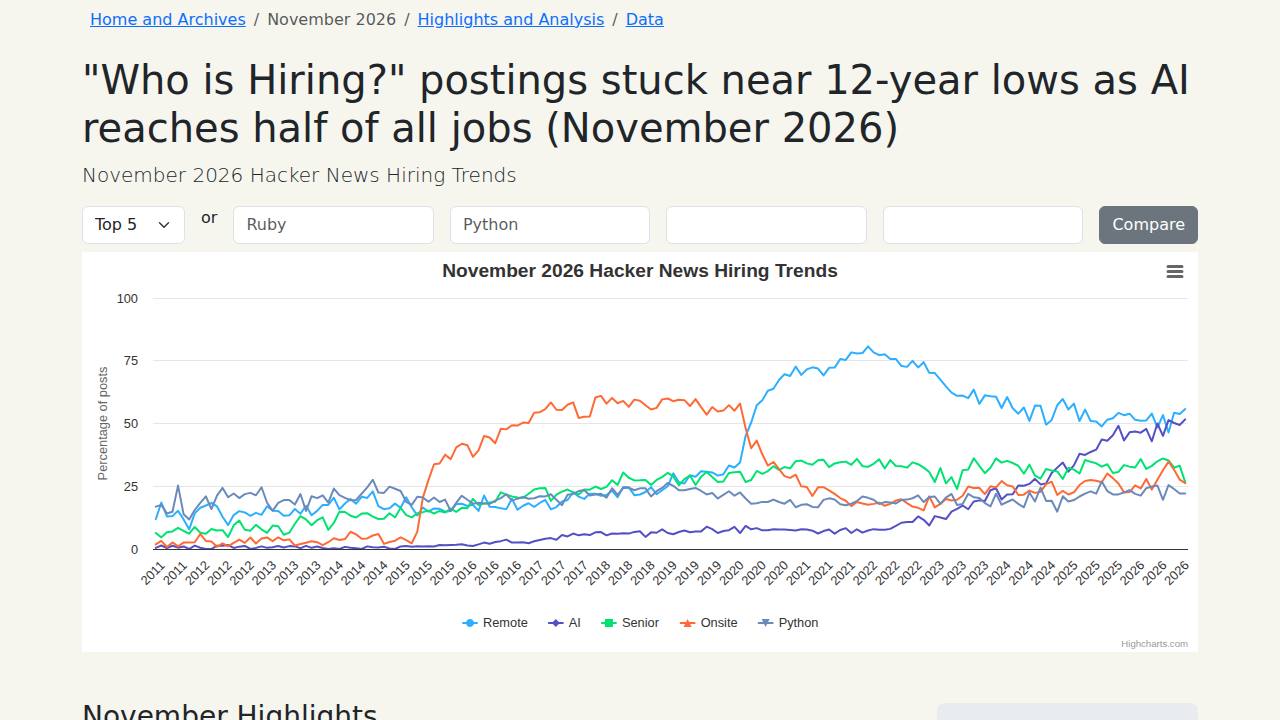 Home and Archives / November 2026 / Highlights and Analysis / Data
"Who is Hiring?" postings stuck near 12-year lows as AI
reaches half of all jobs (November 2026)
November 2026 Hacker News Hiring Trends
Top 5 or Ruby Python Compare
November 2026 Hacker News Hiring Trends
Percentage of posts
100
75
50
25
0
2011 2011 2012 2012 2012 2013 2013 2013 2014 2014 2014 2015 2015 2015 2016 2016 2016 2017 2017 2017 2018 2018 2018 2019 2019 2019 2020 2020 2020 2021 2021 2021 2022 2022 2022 2023 2023 2023 2024 2024 2024 2025 2025 2025 2026 2026 2026
Remote AI Senior Onsite Python
Highcharts.com
November Highlights